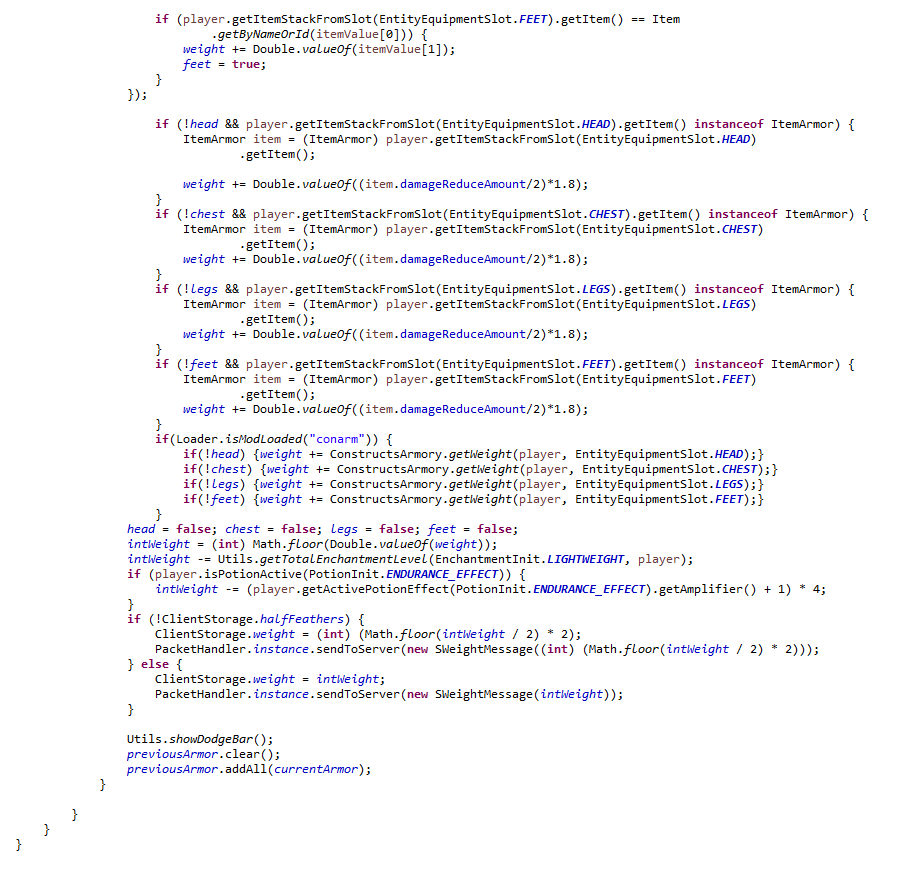 if (player.getItemStackFromSlot(EntityEquipmentSlot.FEET).getItem() == Item
.getByNameOrId(itemValue[0])) {
weight += Double.valueOf(itemValue[1]);
feet = true;
}
});
if (!head && player.getItemStackFromSlot(EntityEquipmentSlot.HEAD).getItem() instanceof ItemArmor) {
ItemArmor item = (ItemArmor) player.getItemStackFromSlot(EntityEquipmentSlot.HEAD)
.getItem();
weight += Double.valueOf((item.damageReduceAmount/2)*1.8);
}
if (!chest && player.getItemStackFromSlot(EntityEquipmentSlot.CHEST).getItem() instanceof ItemArmor) {
ItemArmor item = (ItemArmor) player.getItemStackFromSlot(EntityEquipmentSlot.CHEST)
.getItem();
weight += Double.valueOf((item.damageReduceAmount/2)*1.8);
}
if (!legs && player.getItemStackFromSlot(EntityEquipmentSlot.LEGS).getItem() instanceof ItemArmor) {
ItemArmor item = (ItemArmor) player.getItemStackFromSlot(EntityEquipmentSlot.LEGS)
.getItem();
weight += Double.valueOf((item.damageReduceAmount/2)*1.8);
}
if (!feet && player.getItemStackFromSlot(EntityEquipmentSlot.FEET).getItem() instanceof ItemArmor) {
ItemArmor item = (ItemArmor) player.getItemStackFromSlot(EntityEquipmentSlot.FEET)
.getItem();
weight += Double.valueOf((item.damageReduceAmount/2)*1.8);
}
if(Loader.isModLoaded("conarm")) {
if(!head) {weight += ConstructsArmory.getWeight(player, EntityEquipmentSlot.HEAD);}
if(!chest) {weight += ConstructsArmory.getWeight(player, EntityEquipmentSlot.CHEST);}
if(!legs) {weight += ConstructsArmory.getWeight(player, EntityEquipmentSlot.LEGS);}
if(!feet) {weight += ConstructsArmory.getWeight(player, EntityEquipmentSlot.FEET);}
}
head = false; chest = false; legs = false; feet = false;
intWeight = (int) Math.floor(Double.valueOf(weight));
intWeight -= Utils.getTotalEnchantmentLevel(EnchantmentInit.LIGHTWEIGHT, player);
if (player.isPotionActive(PotionInit.ENDURANCE_EFFECT)) {
intWeight -= (player.getActivePotionEffect(PotionInit.ENDURANCE_EFFECT).getAmplifier() + 1) * 4;
}
if (!ClientStorage.halfFeathers) {
ClientStorage.weight = (int) (Math.floor(intWeight / 2) * 2);
PacketHandler.instance.sendToServer(new SWeightMessage((int) (Math.floor(intWeight / 2) * 2)));
} else {
ClientStorage.weight = intWeight;
PacketHandler.instance.sendToServer(new SWeightMessage(intWeight));
}
Utils.showDodgeBar();
previousArmor.clear();
previousArmor.addAll(currentArmor);
}
}
}
}